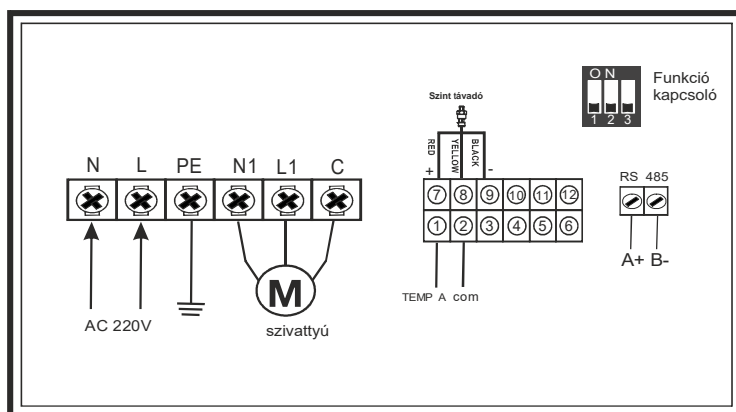 N L PE N1 L1 C
AC 220V
M
szivattyú
Szint távadó
RED YELLOW BLACK
+ -
7 8 9 10 11 12
1 2 3 4 5 6
TEMP A com
ON
1 2 3
Funkció
kapcsoló
RS 485
A+ B-